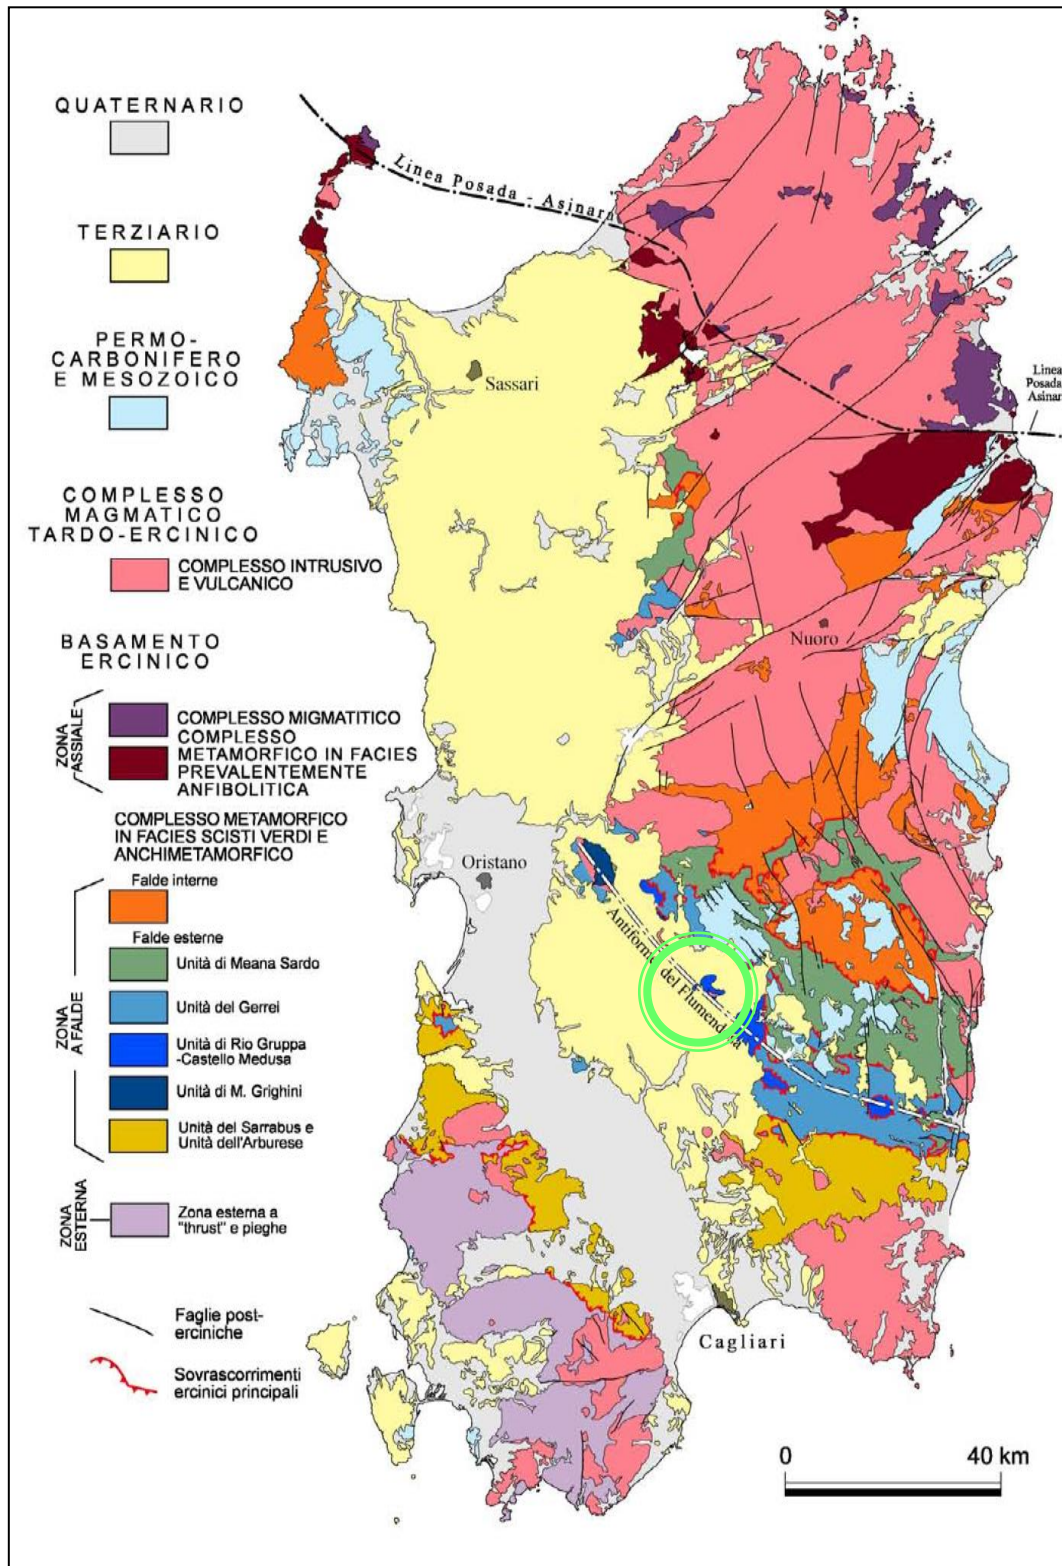 QUATERNARIO
TERZIARIO
PERMO-
CARBONIFERO
E MESOZOICO
COMPLESSO
MAGMATICO
TARDO-ERCINICO
COMPLESSO INTRUSIVO
E VULCANICO
BASAMENTO
ERCINICO
ZONA
ASSIALE
COMPLESSO MIGMATITICO
COMPLESSO
METAMORFICO IN FACIES
PREVALENTEMENTE
ANFIBOLITICA
COMPLESSO METAMORFICO
IN FACIES SCISTI VERDI E
ANCHIMETAMORFICO
ZONA
A FALDE
Falde interne
Falde esterne
Unità di Meana Sardo
Unità del Gerrei
Unità di Rio Gruppa
-Castello Medusa
Unità di M. Grighini
Unità del Sarrabus e
Unità dell'Arburese
ZONA
ESTERNA
Zona esterna a
"thrust" e pieghe
Faglie post-
erciniche
Sovrascorrimenti
ercinici principali
Linea Posada - Asinara
Sassari
Linea
Posada
Asinar
Nuoro
Oristano
Antiforme del Flumendosa
Cagliari
0 40 km